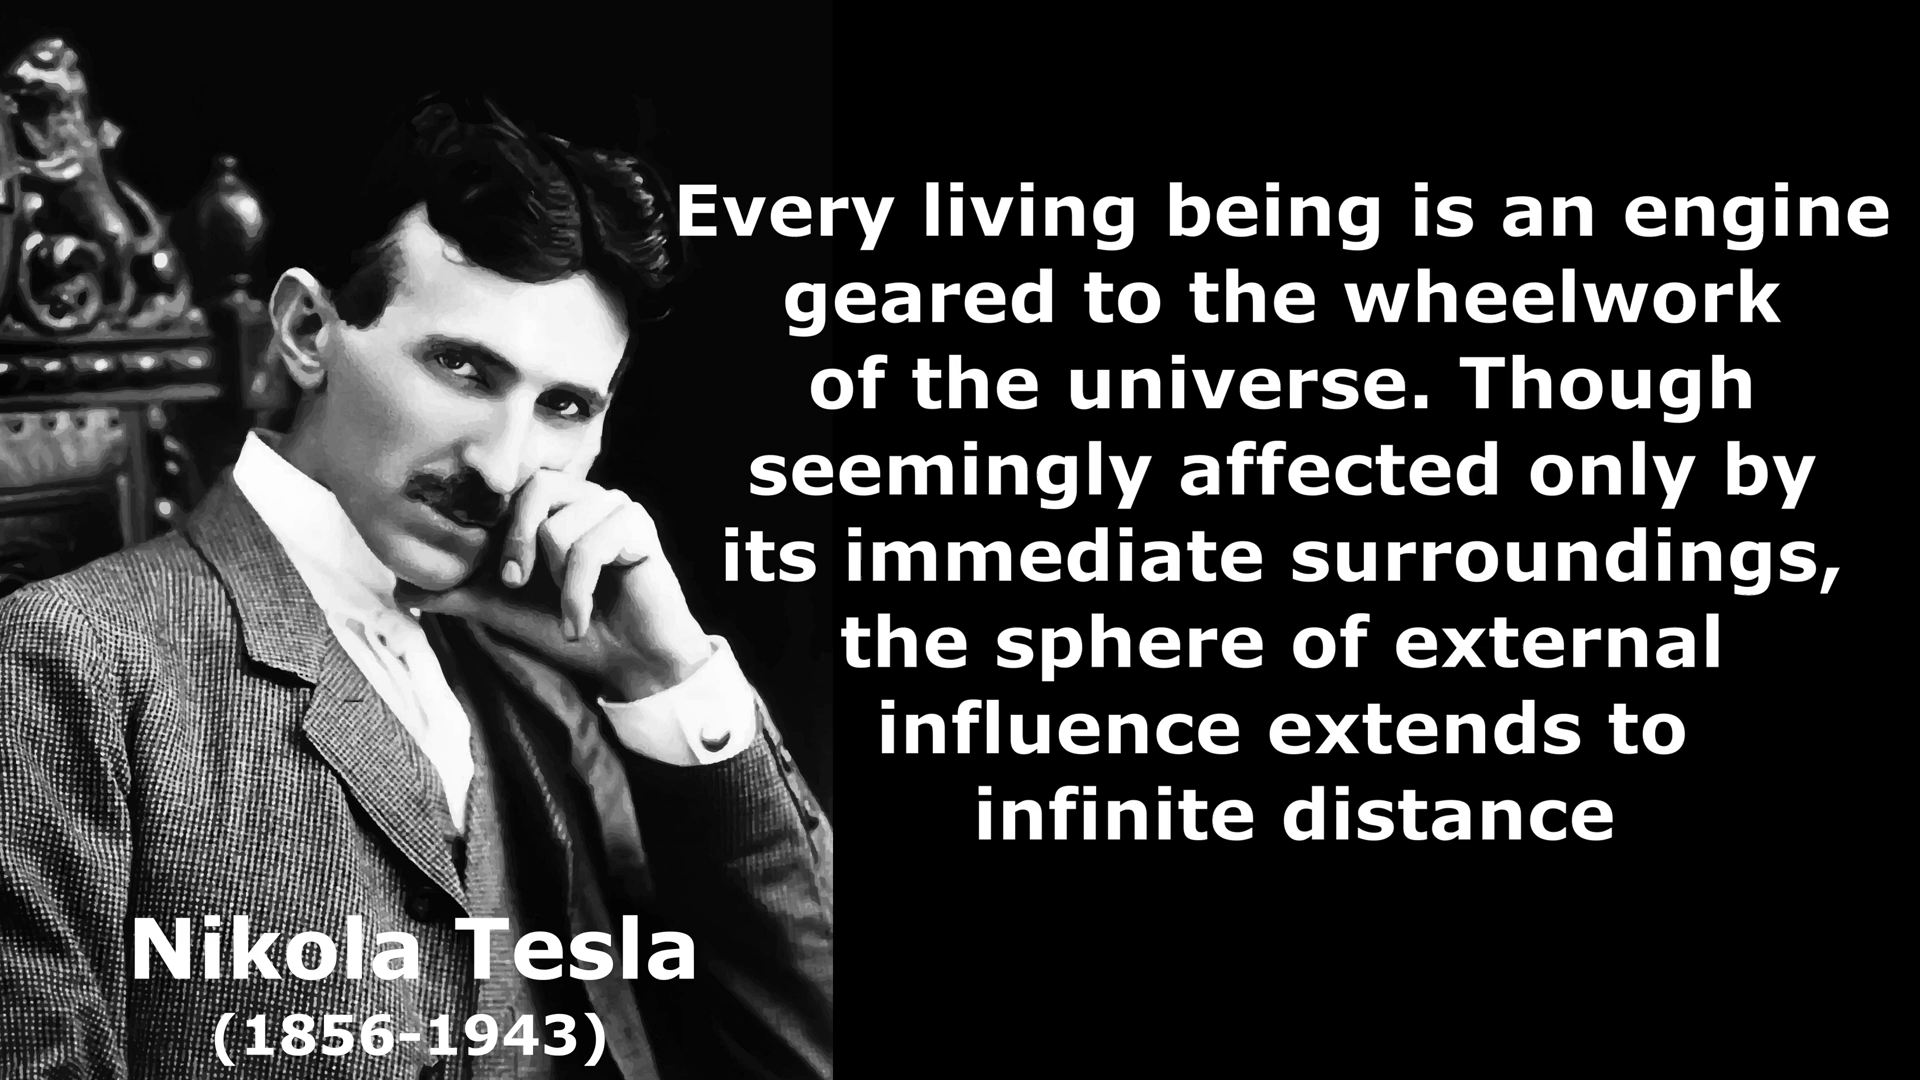 Every living being is an engine
geared to the wheelwork
of the universe. Though
seemingly affected only by
its immediate surroundings,
the sphere of external
influence extends to
infinite distance
Nikola Tesla
(1856-1943)